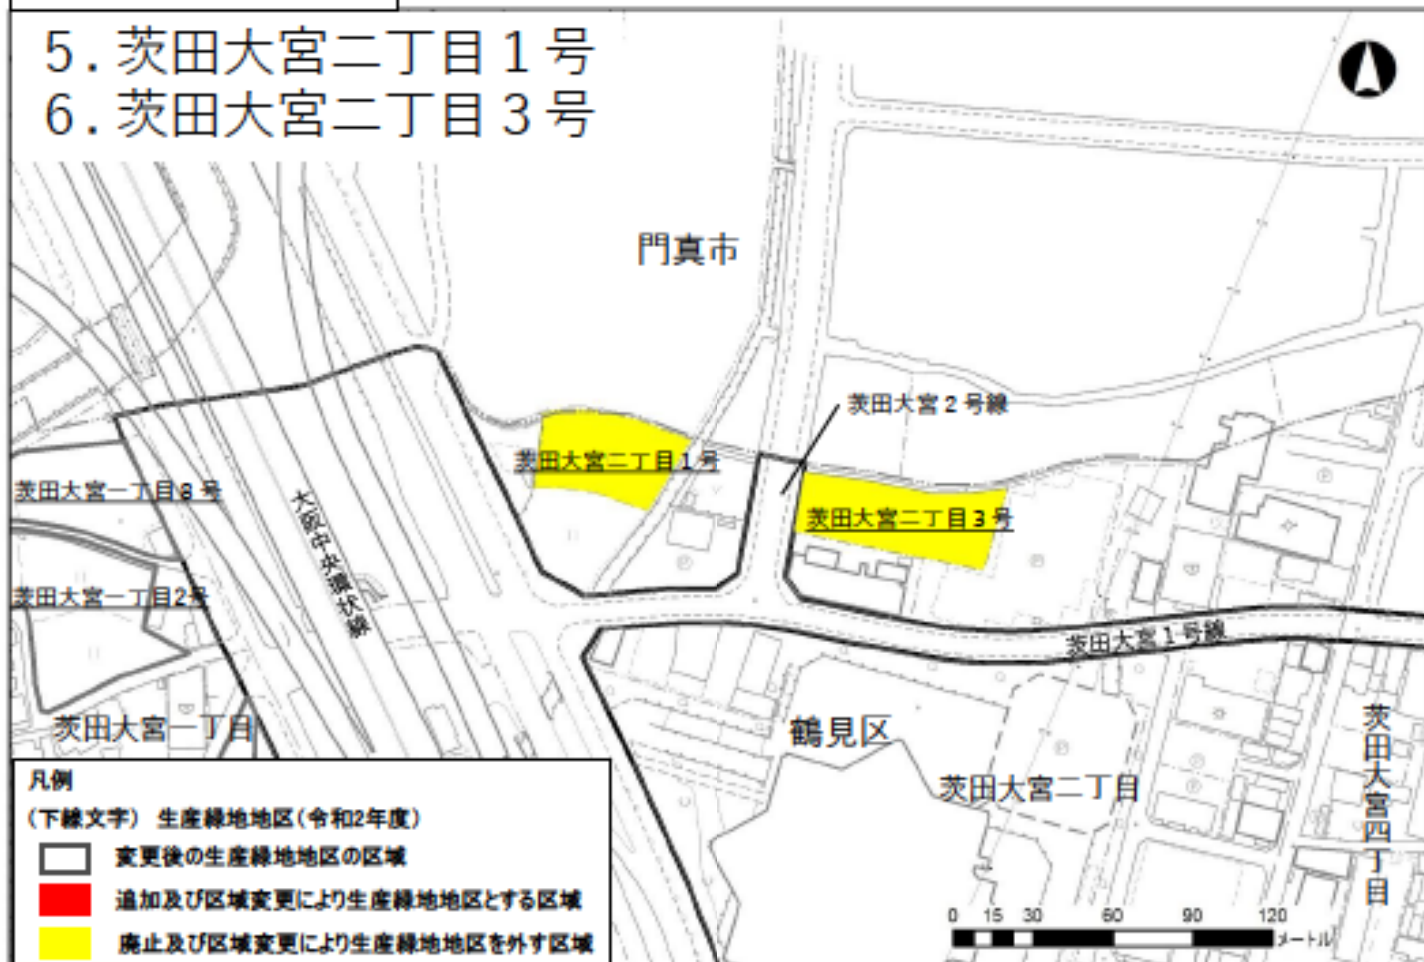 5．茨田大宮二丁目１号
6．茨田大宮二丁目３号
門真市
茨田大宮２号線
茨田大宮二丁目１号
茨田大宮一丁目８号
茨田大宮二丁目３号
大阪中央環状線
茨田大宮一丁目2号
茨田大宮１号線
茨田大宮一丁目
鶴見区
茨田大宮二丁目
茨田大宮四丁目
凡例
（下線文字） 生産緑地地区（令和2年度）
変更後の生産緑地地区の区域
追加及び区域変更により生産緑地地区とする区域
廃止及び区域変更により生産緑地地区を外す区域
0 15 30 60 90 120
メートル